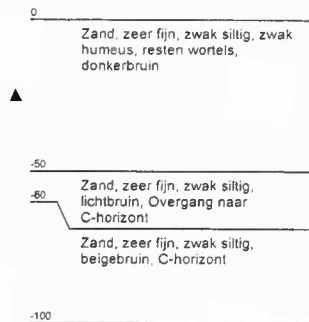 0
Zand, zeer fijn, zwak siltig, zwak
humeus, resten wortels,
donkerbruin
-50
Zand, zeer fijn, zwak siltig,
lichtbruin, Overgang naar
C-horizont
-60
Zand, zeer fijn, zwak siltig,
beigebruin, C-horizont
-100